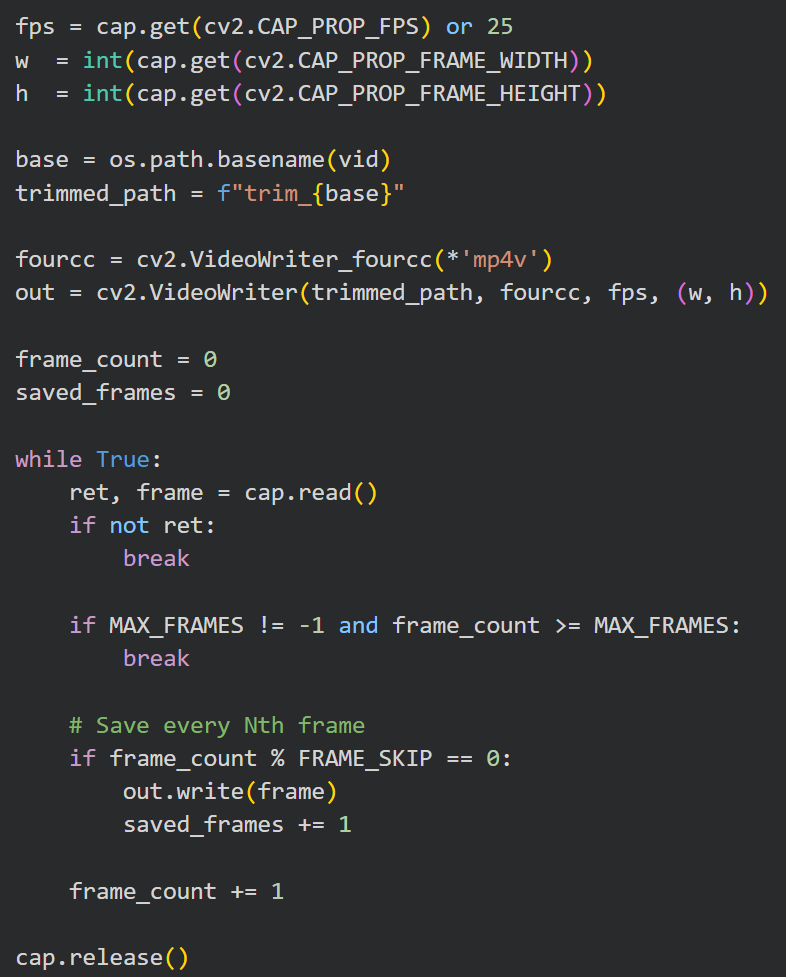 fps = cap.get(cv2.CAP_PROP_FPS) or 25
w  = int(cap.get(cv2.CAP_PROP_FRAME_WIDTH))
h  = int(cap.get(cv2.CAP_PROP_FRAME_HEIGHT))

base = os.path.basename(vid)
trimmed_path = f"trim_{base}"

fourcc = cv2.VideoWriter_fourcc(*'mp4v')
out = cv2.VideoWriter(trimmed_path, fourcc, fps, (w, h))

frame_count = 0
saved_frames = 0

while True:
    ret, frame = cap.read()
    if not ret:
        break

    if MAX_FRAMES != -1 and frame_count >= MAX_FRAMES:
        break

    # Save every Nth frame
    if frame_count % FRAME_SKIP == 0:
        out.write(frame)
        saved_frames += 1

    frame_count += 1

cap.release()